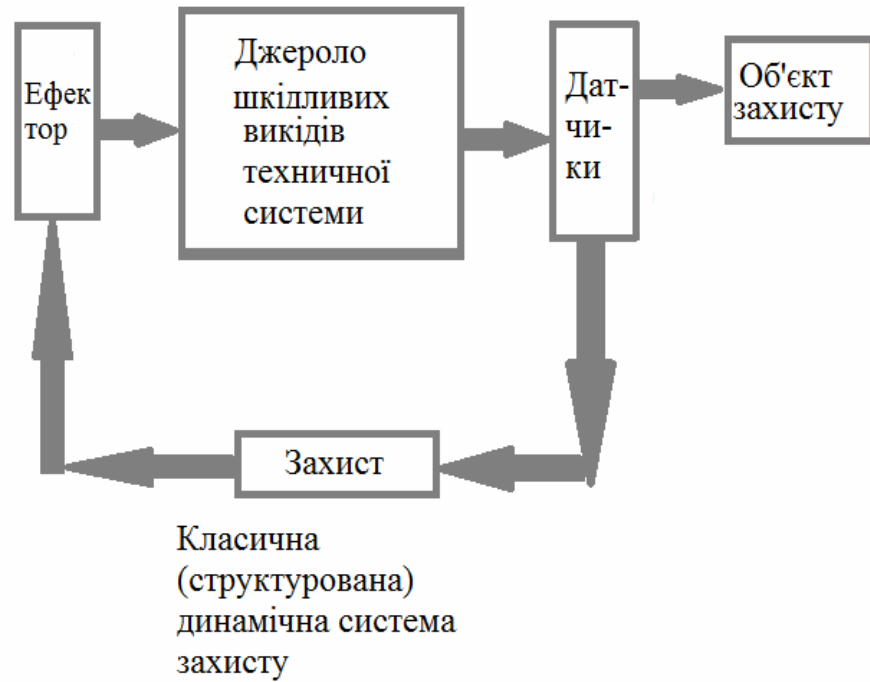 Ефек
тор
Джероло
шкідливих
викідів
техничної
системи
Дат-
чи-
ки
Об'єкт
захисту
Захист
Класична
(структурована)
динамічна система
захисту